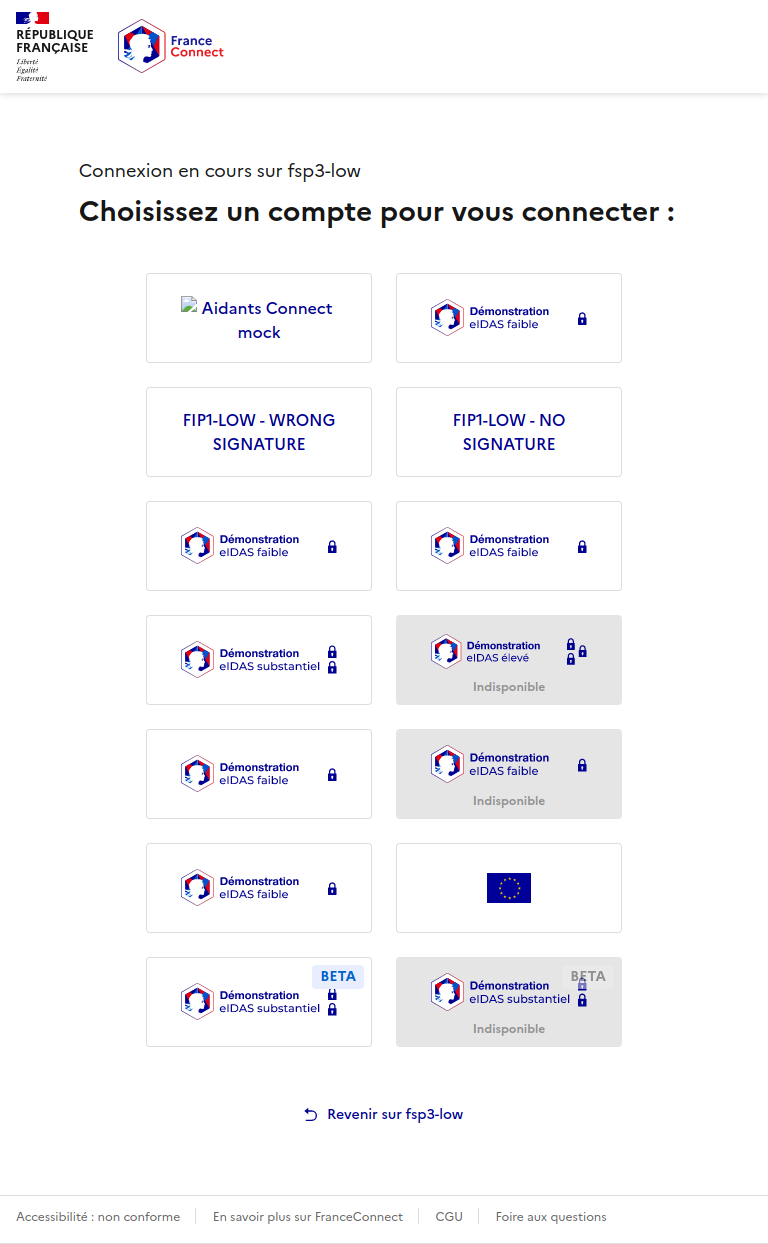 RÉPUBLIQUE
FRANÇAISE
Liberté
Égalité
Fraternité
France
Connect
Connexion en cours sur fsp3-low
Choisissez un compte pour vous connecter :
Aidants Connect
mock
Démonstration
eIDAS faible
FIP1-LOW - WRONG
SIGNATURE
FIP1-LOW - NO
SIGNATURE
Démonstration
eIDAS faible
Démonstration
eIDAS faible
Démonstration
eIDAS substantiel
Démonstration
eIDAS élevé
Indisponible
Démonstration
eIDAS faible
Démonstration
eIDAS faible
Indisponible
Démonstration
eIDAS faible
BETA
Démonstration
eIDAS substantiel
BETA
Démonstration
eIDAS substantiel
Indisponible
Revenir sur fsp3-low
Accessibilité : non conforme
En savoir plus sur FranceConnect
CGU
Foire aux questions